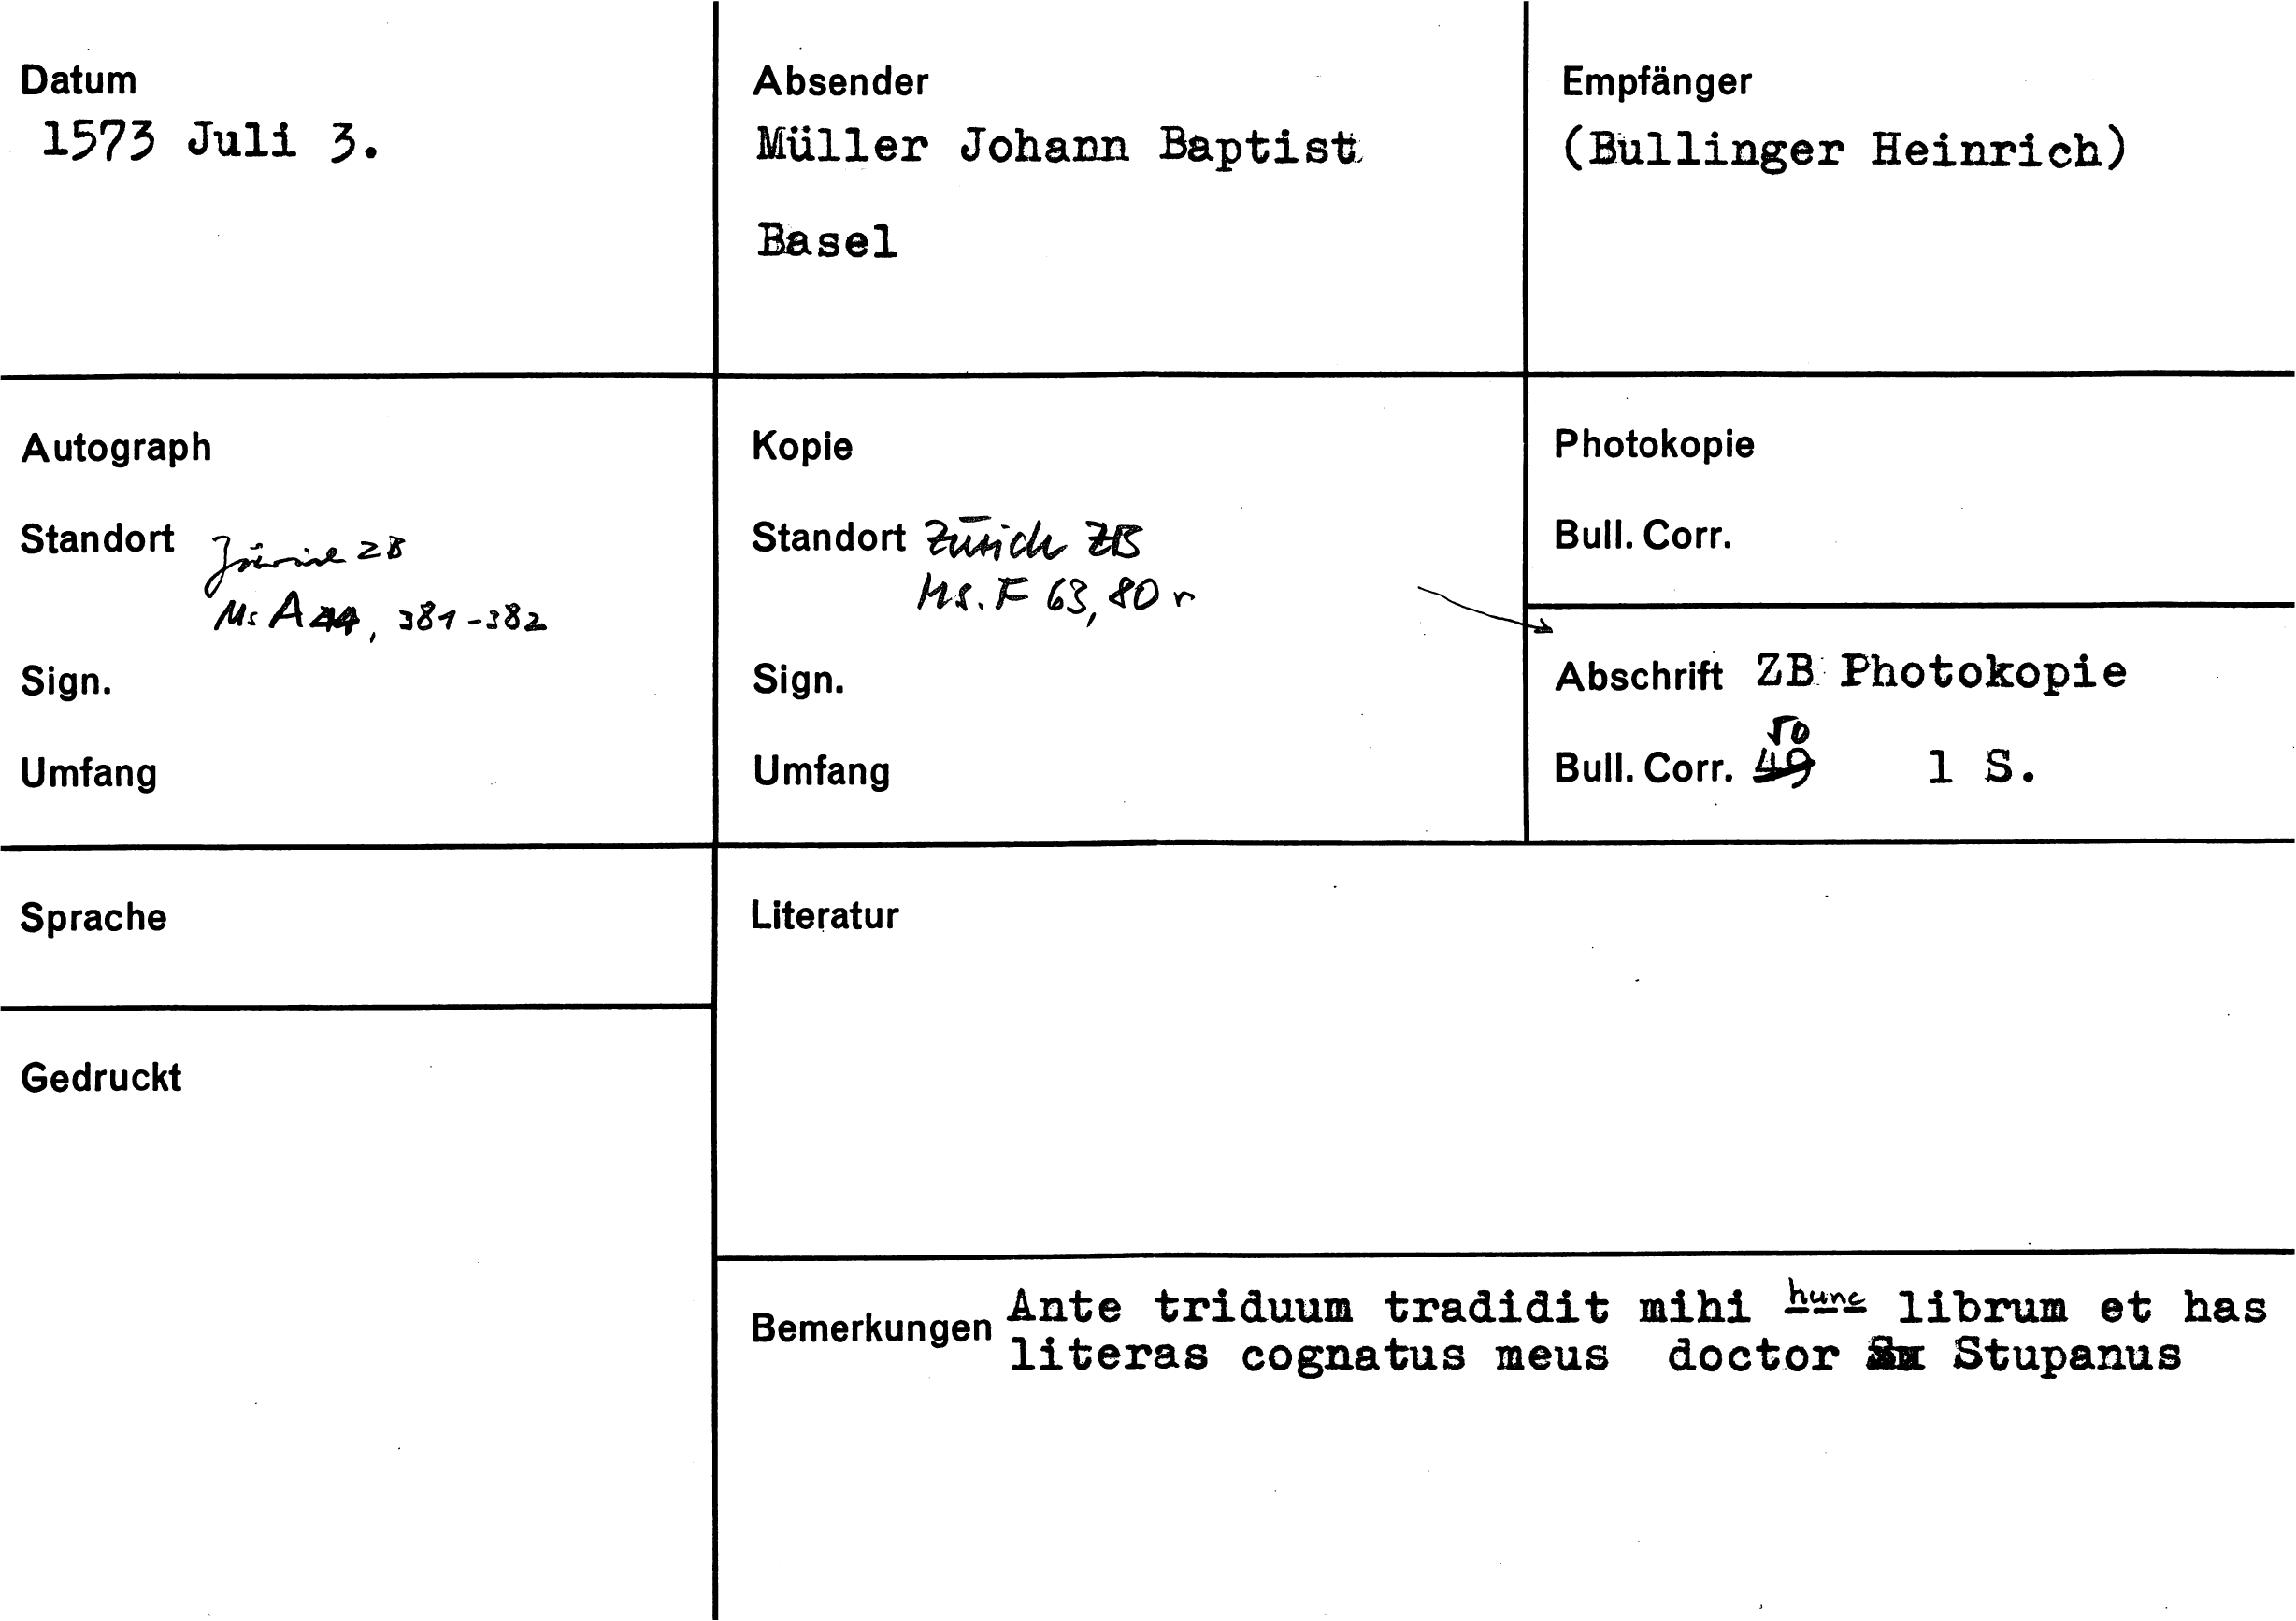 Datum
1573 Juli 3.
Absender
Müller Johann Baptist
Basel
Empfänger
(Bullinger Heinrich)
Autograph
Standort Zürich ZB
Ms A 44, 381-382
Sign.
Umfang
Kopie
Standort Zürich ZB
Ms. F 63, 80 r
Sign.
Umfang
Photokopie
Bull. Corr.
Abschrift ZB Photokopie
50
Bull. Corr. 49 1 S.
Sprache
Literatur
Gedruckt
Bemerkungen Ante triduum tradidit mihi hunc librum et has
literas cognatus meus doctor Stupanus